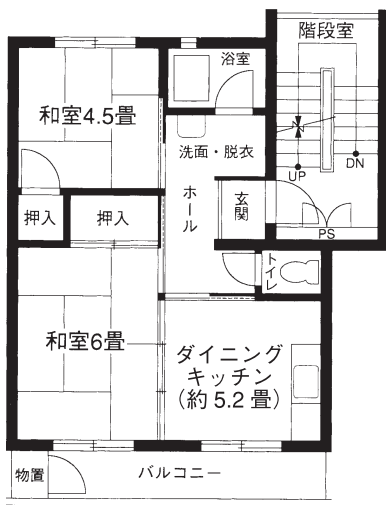 階段室
浴室
和室4.5畳
洗面・脱衣
DN
UP
押入
押入
ホール
玄関
PS
トイレ
和室6畳
ダイニング
キッチン
(約5.2畳)
物置
バルコニー